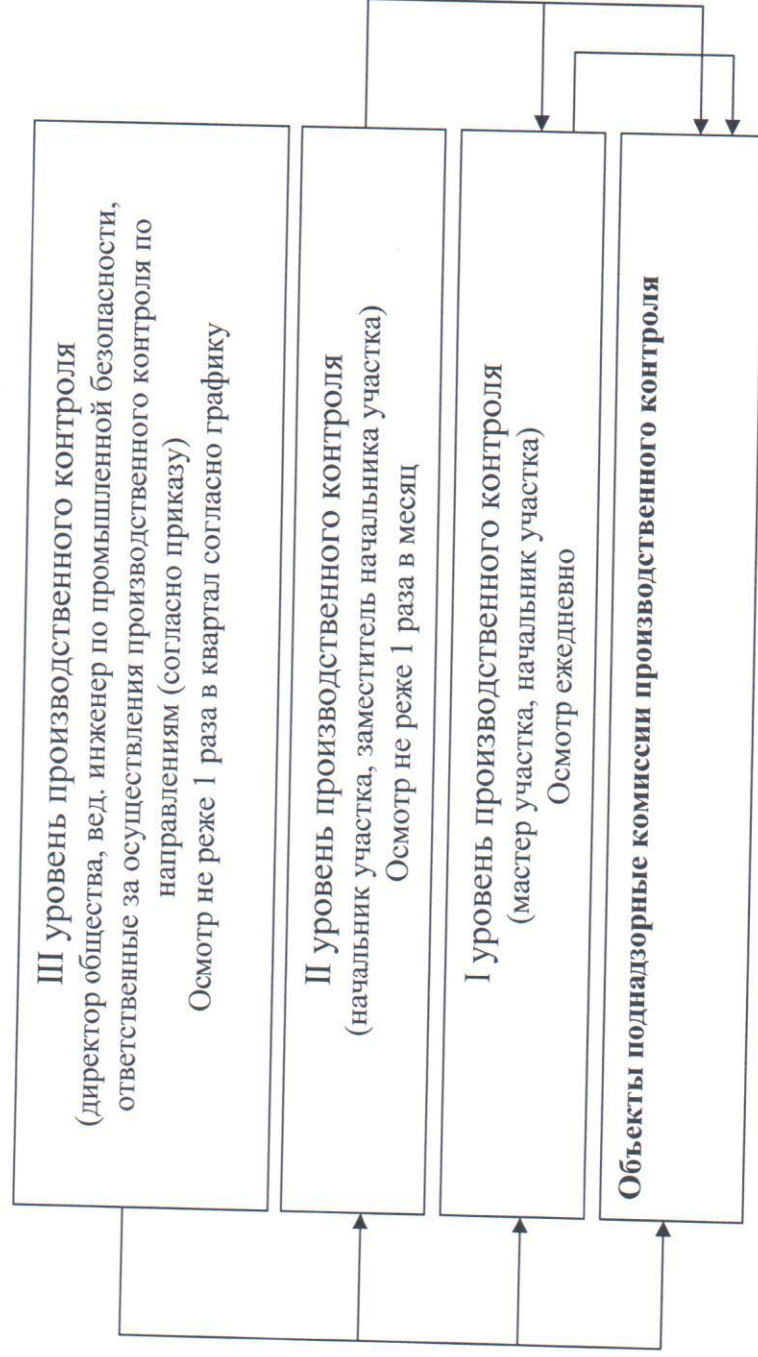 III уровень производственного контроля
(директор общества, вед. инженер по промышленной безопасности,
ответственные за осуществления производственного контроля по
направлениям (согласно приказу)
Осмотр не реже 1 раза в квартал согласно графику
II уровень производственного контроля
(начальник участка, заместитель начальника участка)
Осмотр не реже 1 раза в месяц
I уровень производственного контроля
(мастер участка, начальник участка)
Осмотр ежедневно
Объекты поднадзорные комиссии производственного контроля